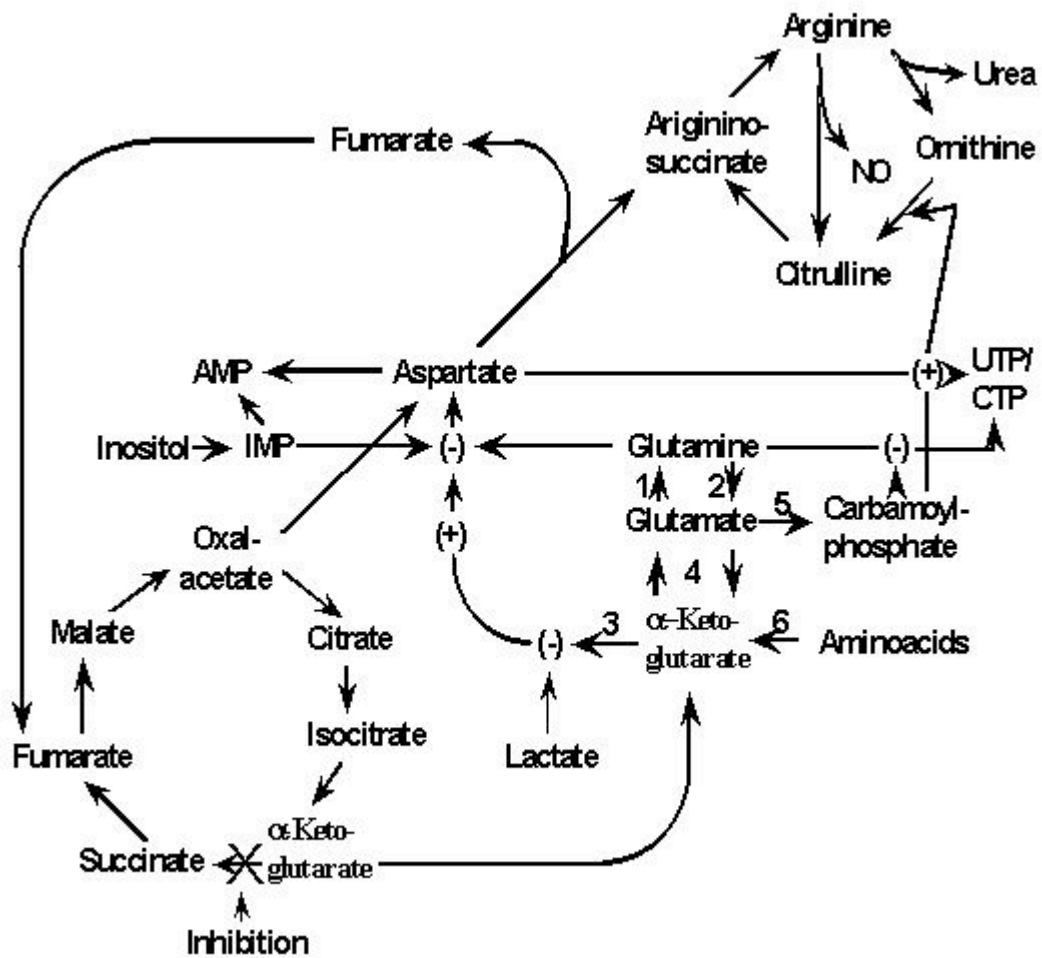 Arginine
Urea
Fumarate
Ariginino-
succinate
NO
Ornithine
Citrulline
AMP
Aspartate
(+)
UTP/
CTP
Inositol
IMP
(-)
Glutamine
(-)
1
2
Glutamate
5
Carbamoyl-
phosphate
Oxal-
acetate
(+)
4
Malate
Citrate
(-)
3
α-Keto-
glutarate
6
Aminoacids
Fumarate
Isocitrate
Lactate
Succinate
α-Keto-
glutarate
Inhibition